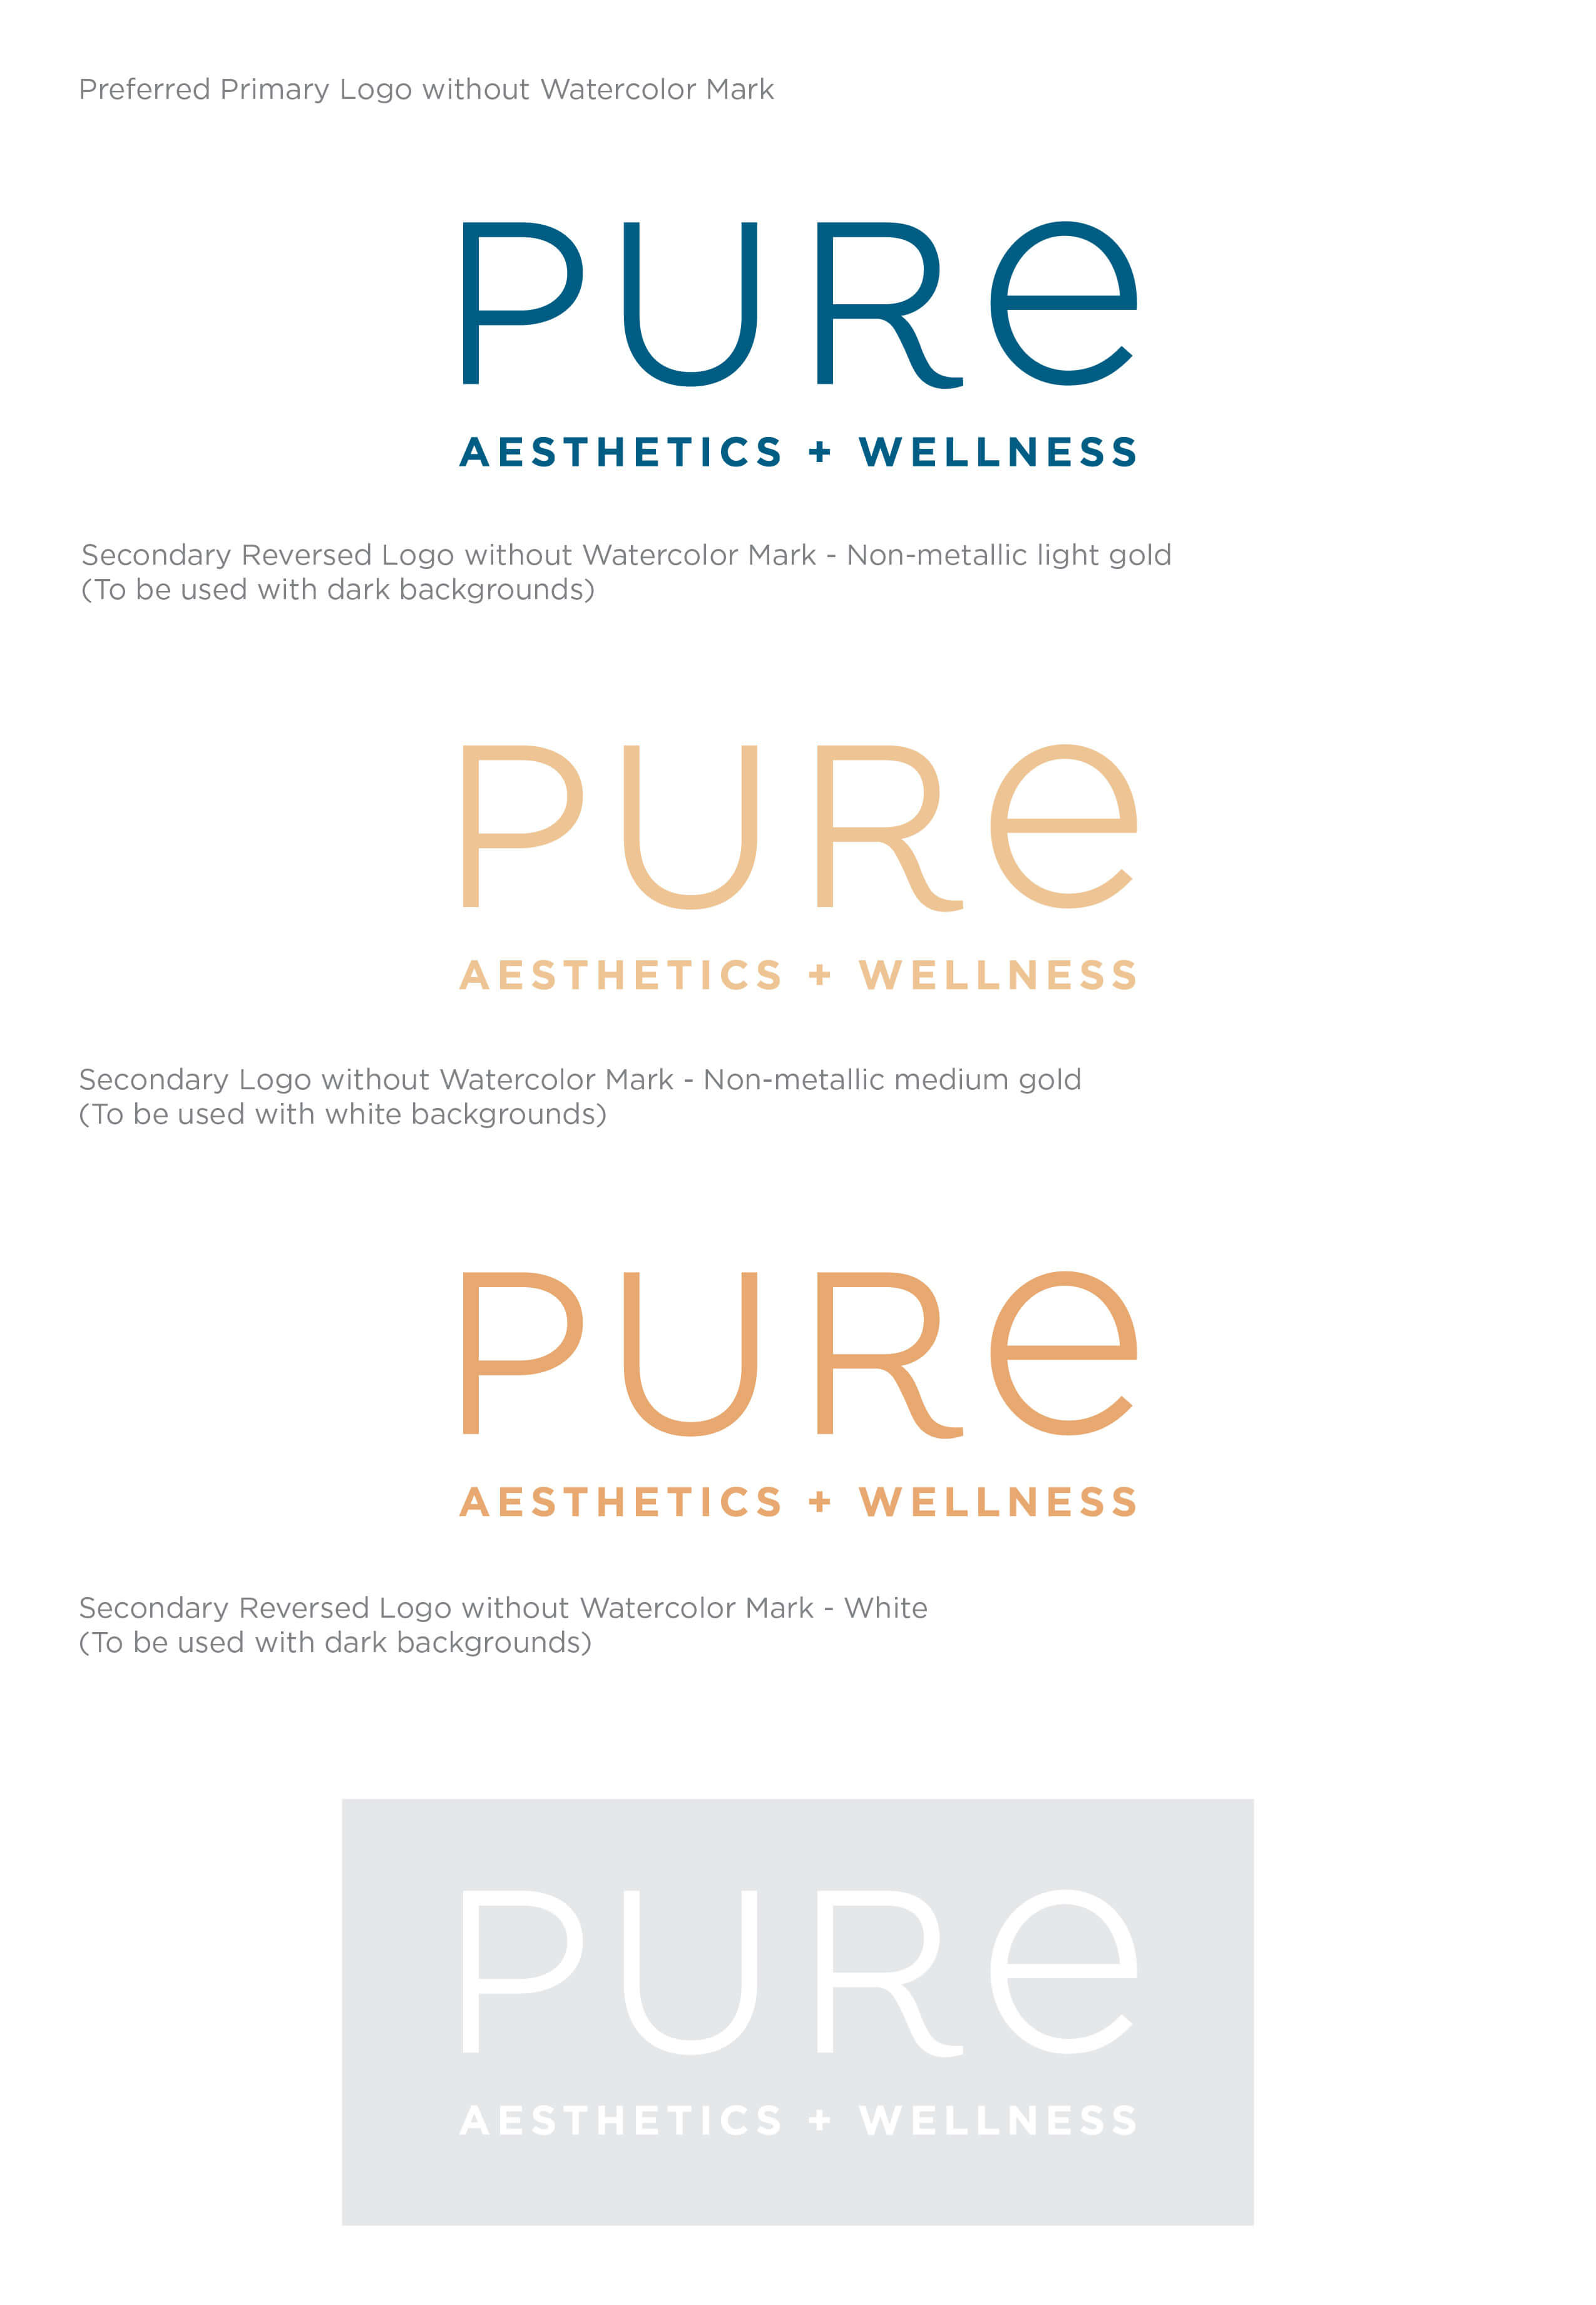 Preferred Primary Logo without Watercolor Mark
PURe
AESTHETICS + WELLNESS
Secondary Reversed Logo without Watercolor Mark - Non-metallic light gold
(To be used with dark backgrounds)
PURe
AESTHETICS + WELLNESS
Secondary Logo without Watercolor Mark - Non-metallic medium gold
(To be used with white backgrounds)
PURe
AESTHETICS + WELLNESS
Secondary Reversed Logo without Watercolor Mark - White
(To be used with dark backgrounds)
PURe
AESTHETICS + WELLNESS